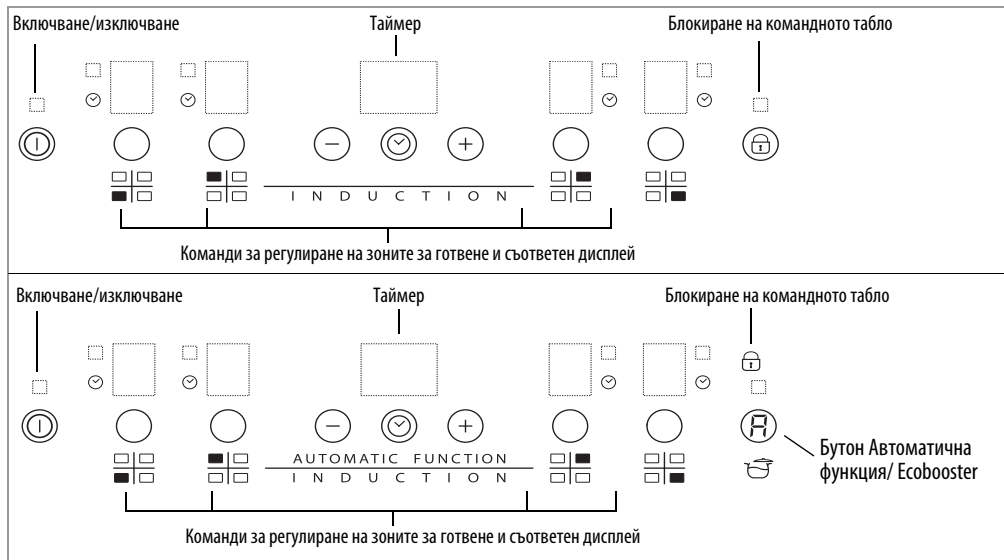 Включване/изключване
Таймер
Блокиране на командното табло
INDUCTION
Команди за регулиране на зоните за готвене и съответен дисплей
Включване/изключване
Таймер
Блокиране на командното табло
A
AUTOMATIC FUNCTION
INDUCTION
Бутон Автоматична
функция/ Ecobooster
Команди за регулиране на зоните за готвене и съответен дисплей